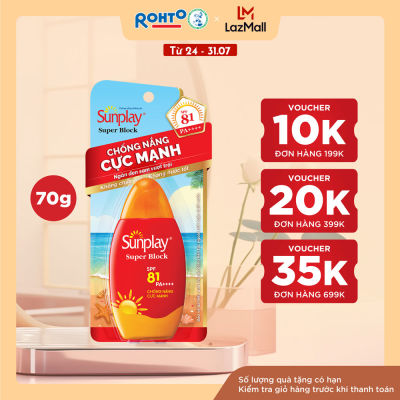 ROHTO × LazMall
Từ 24 - 31.07
Sunplay
Super Block
SPF 81
PA++++
CHỐNG NẮNG
CỰC MẠNH
Ngăn đen sạm vượt trội
70g
Sunplay
Super Block
SPF
81
PA++++
CHỐNG NẮNG
CỰC MẠNH
VOUCHER
10K
ĐƠN HÀNG 199K
VOUCHER
20K
ĐƠN HÀNG 399K
VOUCHER
35K
ĐƠN HÀNG 699K
Số lượng quà tặng có hạn
Kiểm tra giỏ hàng trước khi thanh toán